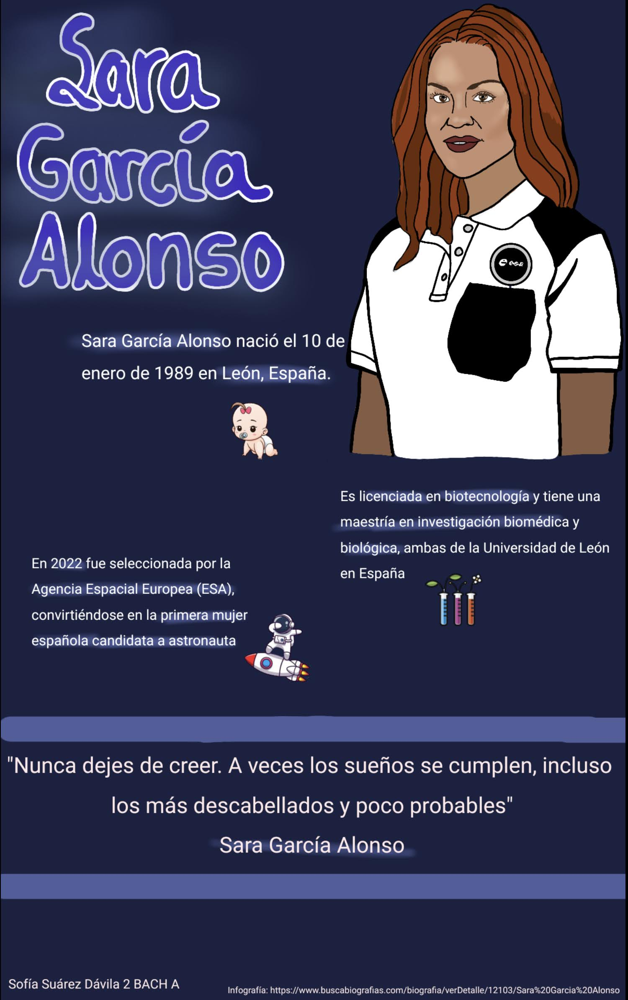 Sara
García
Alonso
e esa
Sara García Alonso nació el 10 de
enero de 1989 en León, España.
Es licenciada en biotecnología y tiene una
maestría en investigación biomédica y
biológica, ambas de la Universidad de León
en España
En 2022 fue seleccionada por la
Agencia Espacial Europea (ESA),
convirtiéndose en la primera mujer
española candidata a astronauta
"Nunca dejes de creer. A veces los sueños se cumplen, incluso
los más descabellados y poco probables"
Sara García Alonso
Sofía Suárez Dávila 2 BACH A
Infografía: https://www.buscabiografias.com/biografia/verDetalle/12103/Sara%20Garcia%20Alonso